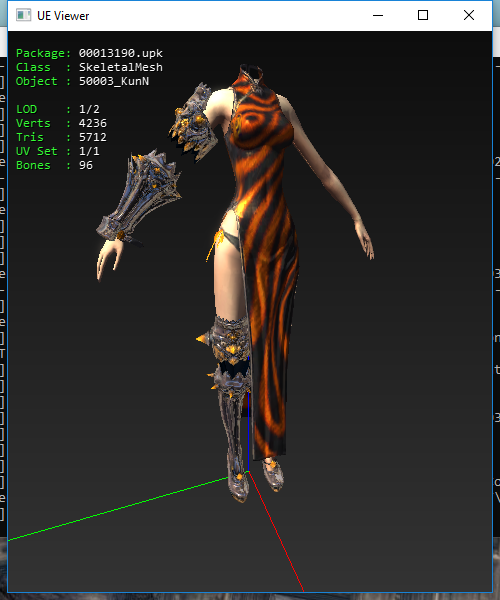 UE Viewer
Package: 00013190.upk
Class : SkeletalMesh
Object : 50003_KunN
LOD : 1/2
Verts : 4236
Tris : 5712
UV Set : 1/1
Bones : 96